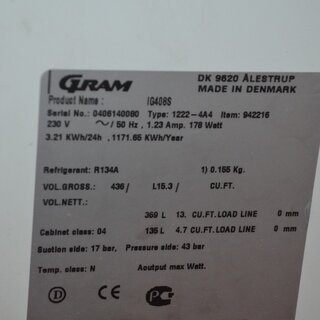 GRAM
DK 9620 ÅLESTRUP
MADE IN DENMARK
Product Name : IG408S
Serial No.: 0406140080 Type: 1222-4A4 Item: 942216
230 V ~/ 50 Hz , 1.23 Amp. 178 Watt
3.21 KWh/24h , 1171.65 KWh/Year
Refrigerant: R134A 1) 0.155 Kg.
VOL.GROSS.: 436/ VL15.3/ CU.FT.
VOL.NETT.:
369 L 13. CU.FT.LOAD LINE 0 mm
Cabinet class: 04 135 L 4.7 CU.FT.LOAD LINE 0 mm
Suction side: 17 bar, Pressure side: 43 bar
Temp. class: N Aoutput max Watt.
D CE PC